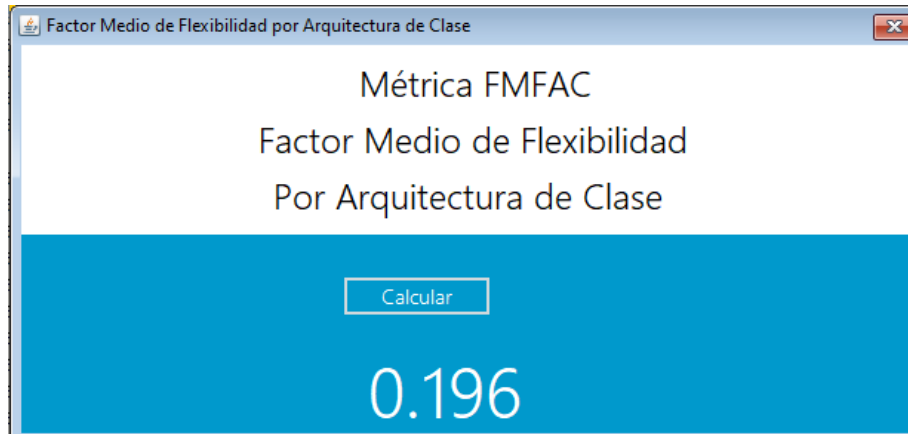 Factor Medio de Flexibilidad por Arquitectura de Clase
Métrica FMFAC
Factor Medio de Flexibilidad
Por Arquitectura de Clase
Calcular
0.196